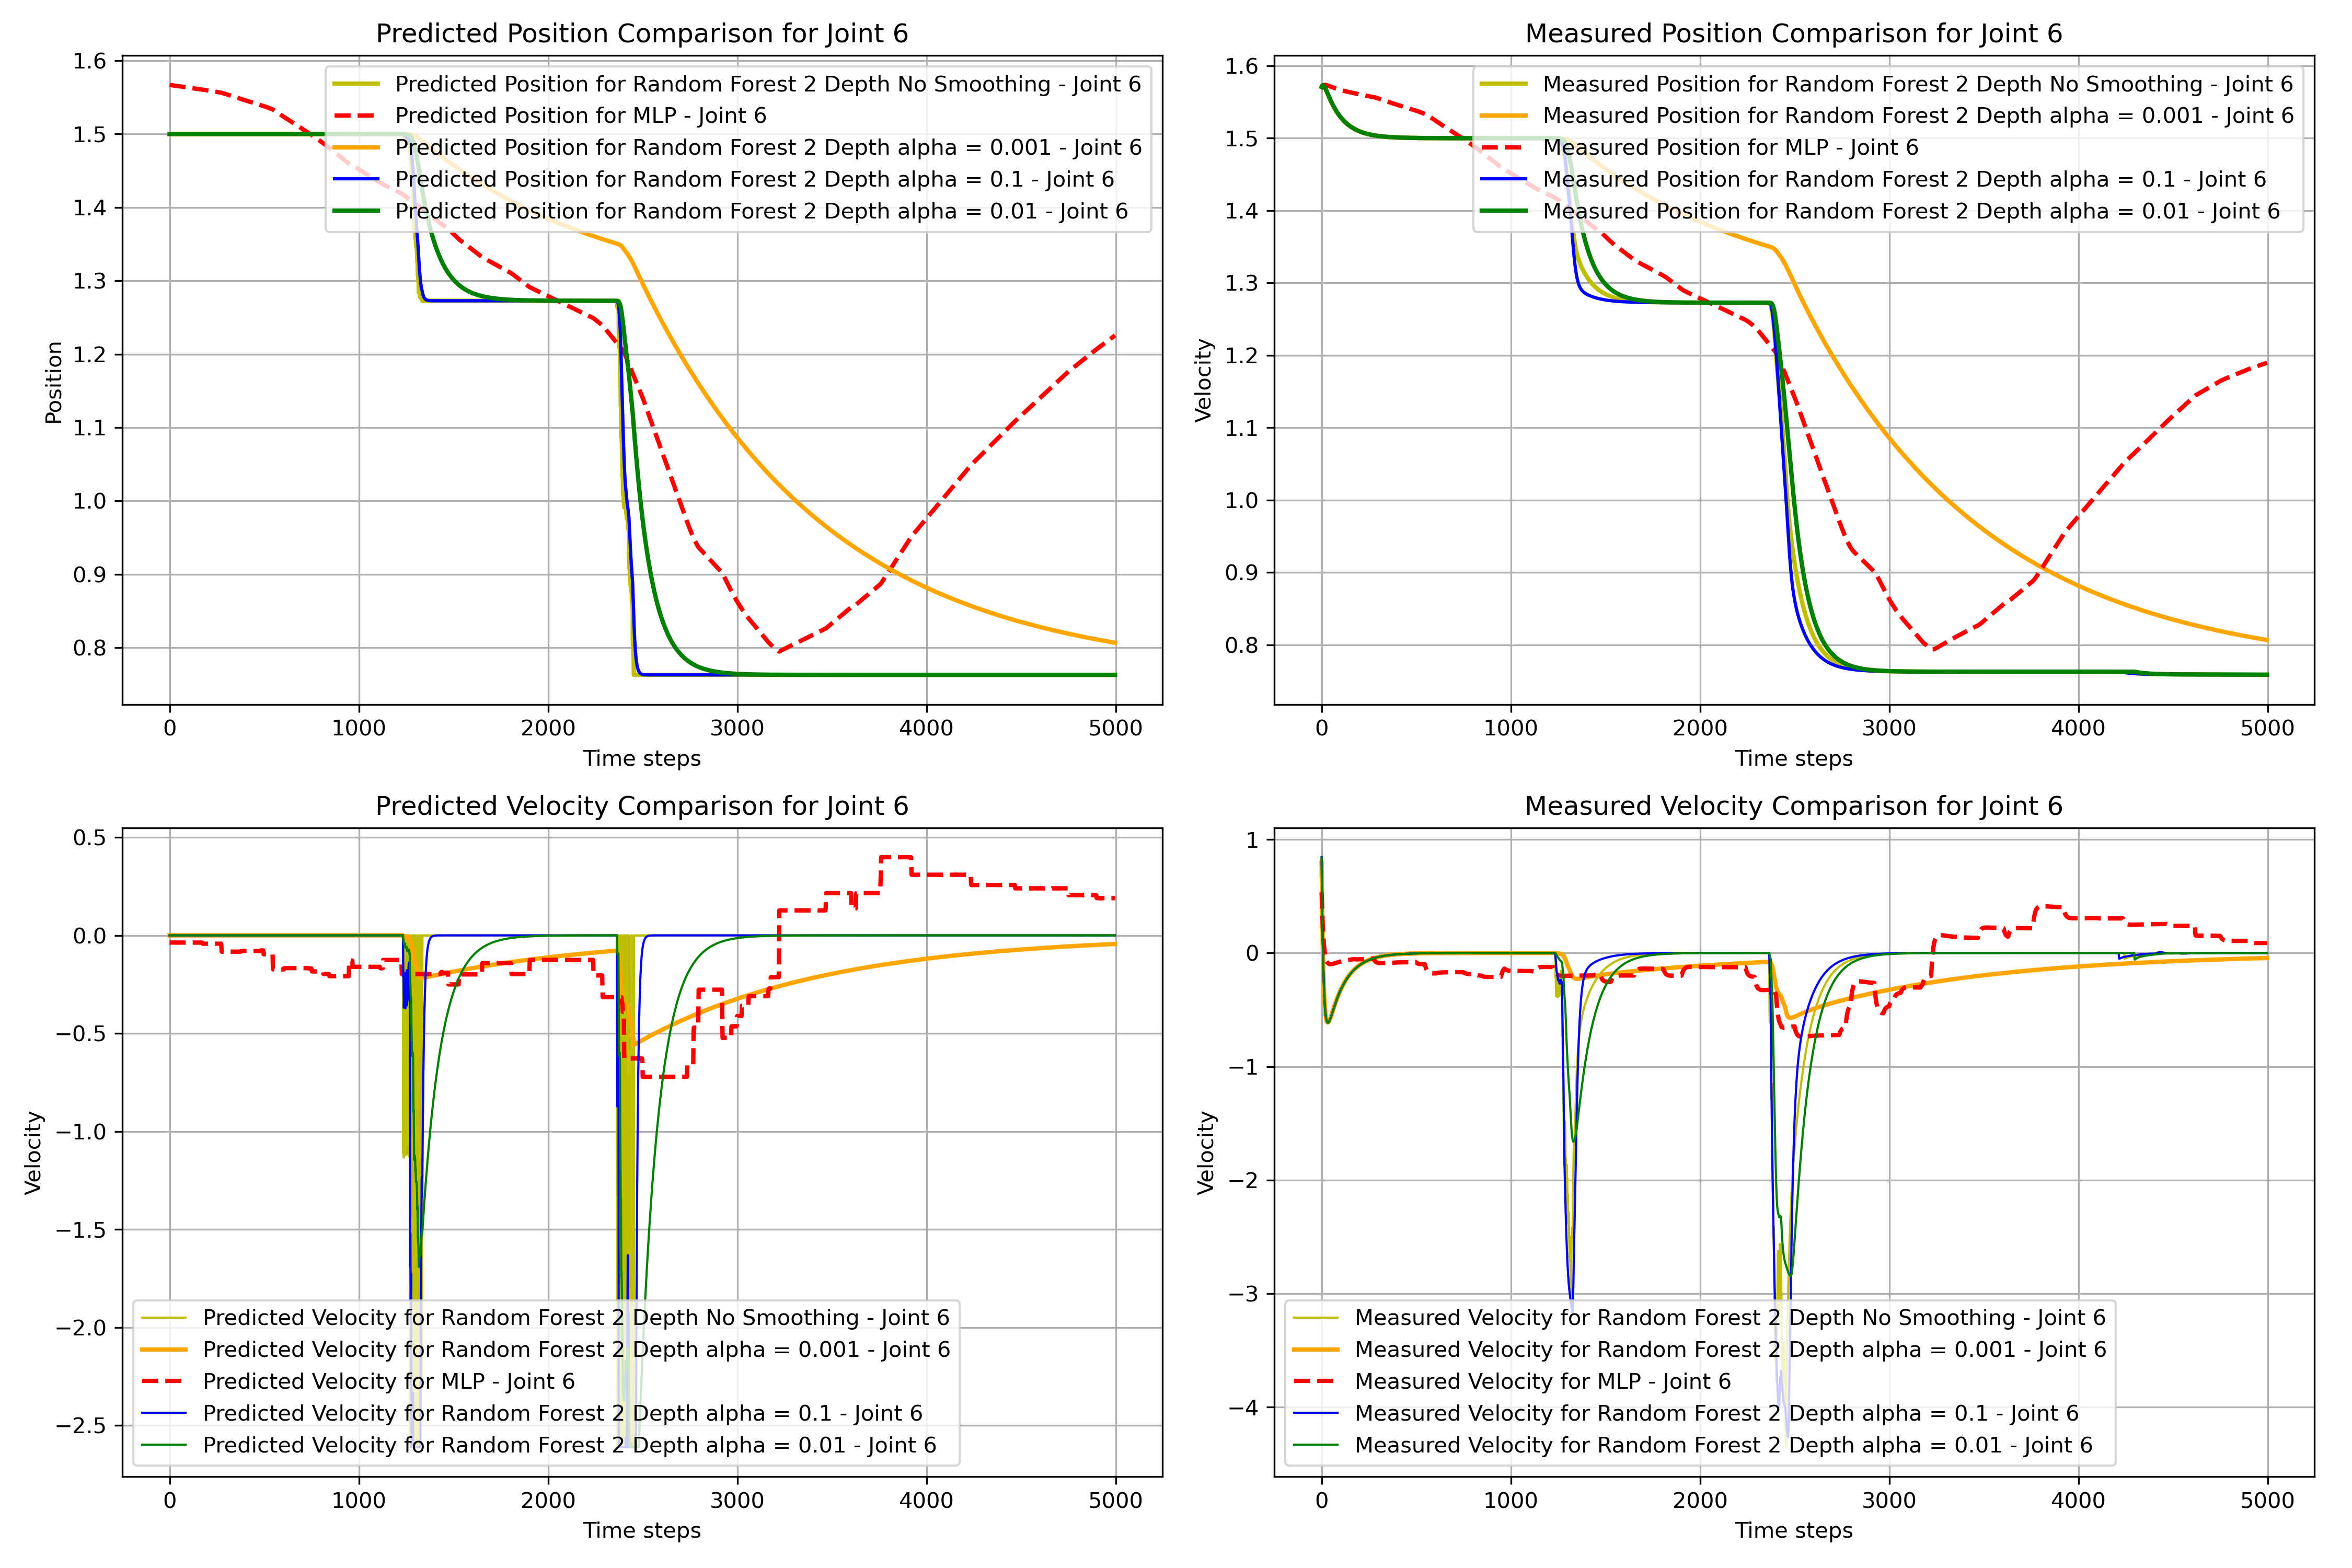 Predicted Position Comparison for Joint 6
1.6
1.5
1.4
1.3
1.2
1.1
1.0
0.9
0.8
Position
Predicted Position for Random Forest 2 Depth No Smoothing - Joint 6
Predicted Position for MLP - Joint 6
Predicted Position for Random Forest 2 Depth alpha = 0.001 - Joint 6
Predicted Position for Random Forest 2 Depth alpha = 0.1 - Joint 6
Predicted Position for Random Forest 2 Depth alpha = 0.01 - Joint 6
0 1000 2000 3000 4000 5000
Time steps
Measured Position Comparison for Joint 6
1.6
1.5
1.4
1.3
1.2
1.1
1.0
0.9
0.8
Velocity
Measured Position for Random Forest 2 Depth No Smoothing - Joint 6
Measured Position for Random Forest 2 Depth alpha = 0.001 - Joint 6
Measured Position for MLP - Joint 6
Measured Position for Random Forest 2 Depth alpha = 0.1 - Joint 6
Measured Position for Random Forest 2 Depth alpha = 0.01 - Joint 6
0 1000 2000 3000 4000 5000
Time steps
Predicted Velocity Comparison for Joint 6
0.5
0.0
−0.5
−1.0
−1.5
−2.0
−2.5
Velocity
Predicted Velocity for Random Forest 2 Depth No Smoothing - Joint 6
Predicted Velocity for Random Forest 2 Depth alpha = 0.001 - Joint 6
Predicted Velocity for MLP - Joint 6
Predicted Velocity for Random Forest 2 Depth alpha = 0.1 - Joint 6
Predicted Velocity for Random Forest 2 Depth alpha = 0.01 - Joint 6
0 1000 2000 3000 4000 5000
Time steps
Measured Velocity Comparison for Joint 6
1
0
−1
−2
−3
−4
Velocity
Measured Velocity for Random Forest 2 Depth No Smoothing - Joint 6
Measured Velocity for Random Forest 2 Depth alpha = 0.001 - Joint 6
Measured Velocity for MLP - Joint 6
Measured Velocity for Random Forest 2 Depth alpha = 0.1 - Joint 6
Measured Velocity for Random Forest 2 Depth alpha = 0.01 - Joint 6
0 1000 2000 3000 4000 5000
Time steps